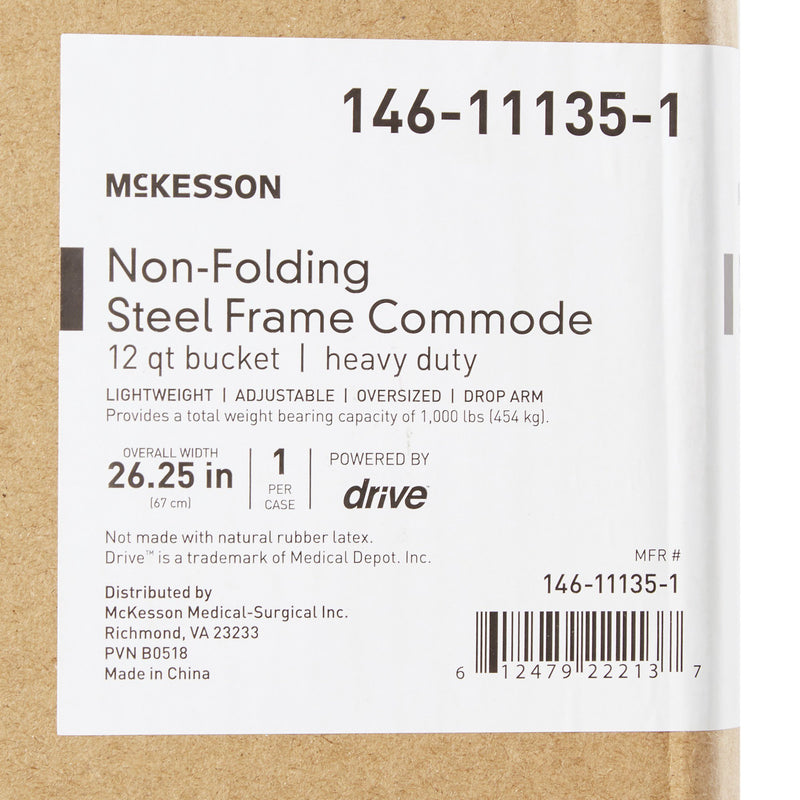 146-11135-1
McKESSON
Non-Folding
Steel Frame Commode
12 qt bucket | heavy duty
LIGHTWEIGHT | ADJUSTABLE | OVERSIZED | DROP ARM
Provides a total weight bearing capacity of 1,000 lbs (454 kg).
OVERALL WIDTH
26.25 in
(67 cm)
1
PER
CASE
POWERED BY
drive™
Not made with natural rubber latex.
Drive™ is a trademark of Medical Depot. Inc.
Distributed by
McKesson Medical-Surgical Inc.
Richmond, VA 23233
PVN B0518
Made in China
MFR #
146-11135-1
6 12479 22213 7